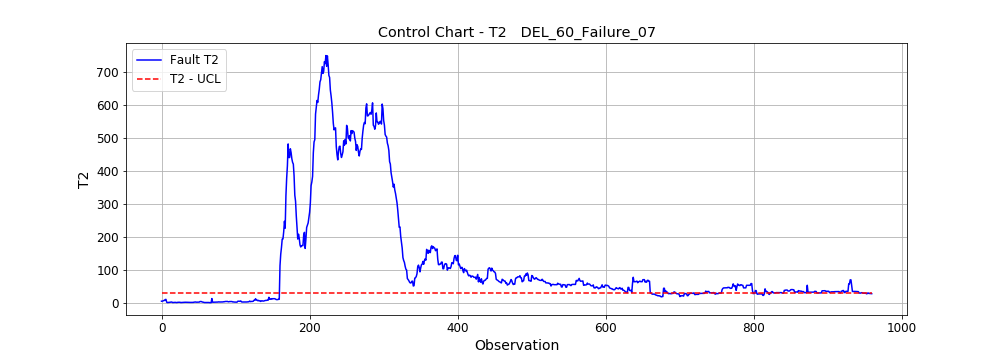 Control Chart - T2   DEL_60_Failure_07
Fault T2
T2 - UCL
T2
700
600
500
400
300
200
100
0
0 200 400 600 800 1000
Observation